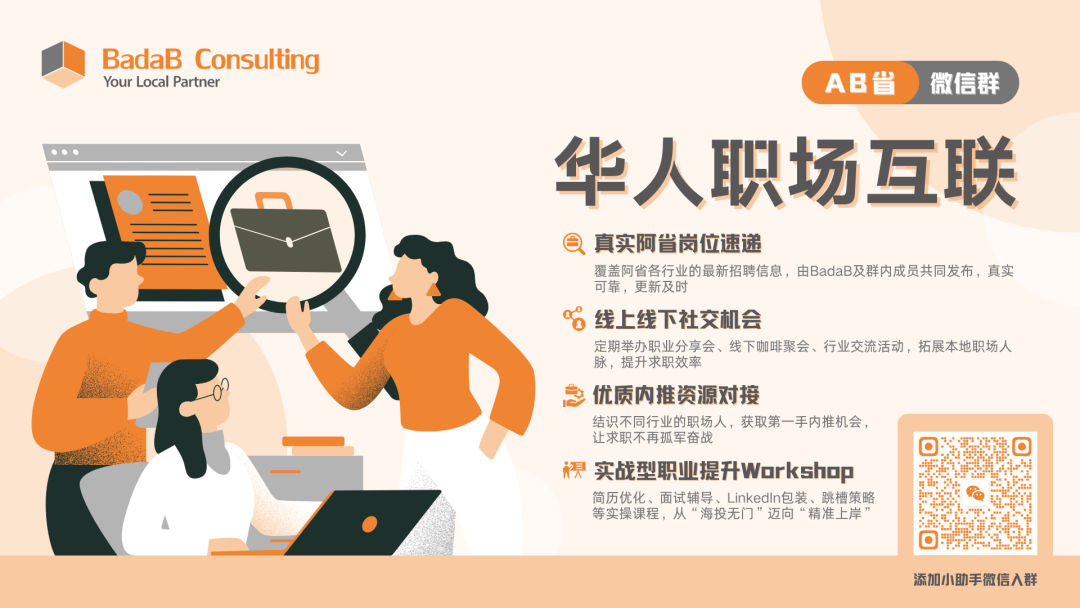 BadaB Consulting
Your Local Partner
AB省 微信群
华人职场互联
真实阿省岗位速递
覆盖阿省各行业的最新招聘信息，由BadaB及群内成员共同发布，真实
可靠，更新及时
线上线下社交机会
定期举办职业分享会、线下咖啡聚会、行业交流活动，拓展本地职场人
脉，提升求职效率
优质内推资源对接
结识不同行业的职场人，获取第一手内推机会，
让求职不再孤军奋战
实战型职业提升Workshop
简历优化、面试辅导、LinkedIn包装、跳槽策略
等实操课程，从“海投无门”迈向“精准上岸”
添加小助手微信入群